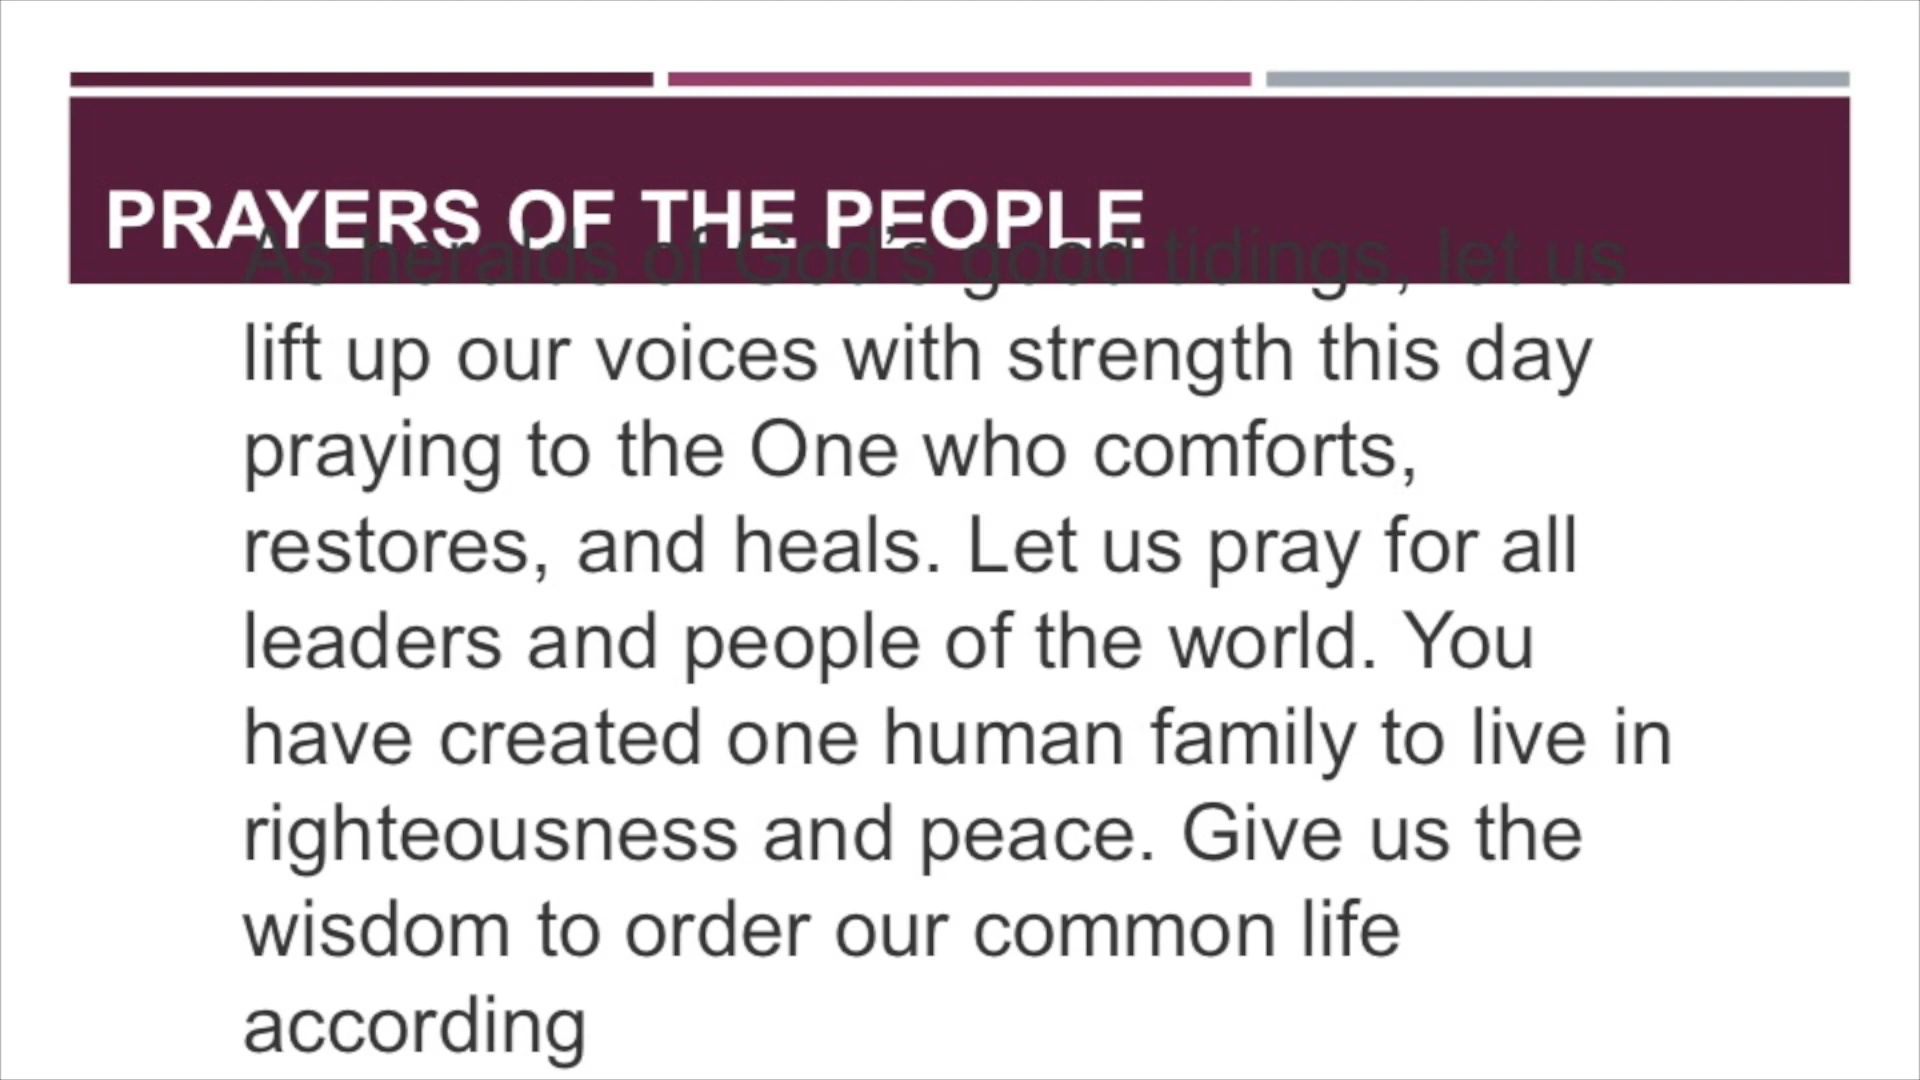 PRAYERS OF THE PEOPLE
As heralds of God's good tidings, let us
lift up our voices with strength this day
praying to the One who comforts,
restores, and heals. Let us pray for all
leaders and people of the world. You
have created one human family to live in
righteousness and peace. Give us the
wisdom to order our common life
according